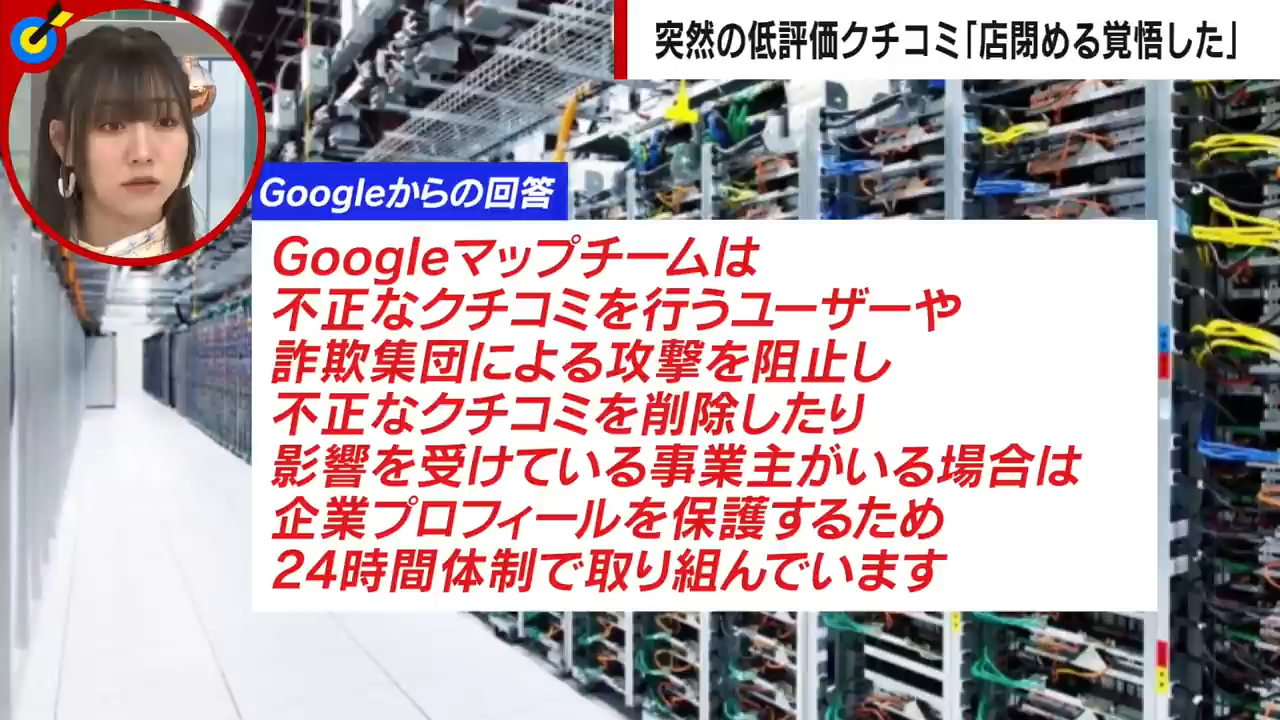 突然の低評価クチコミ「店閉める覚悟した」
Googleからの回答
Googleマップチームは
不正なクチコミを行うユーザーや
詐欺集団による攻撃を阻止し
不正なクチコミを削除したり
影響を受けている事業主がいる場合は
企業プロフィールを保護するため
24時間体制で取り組んでいます